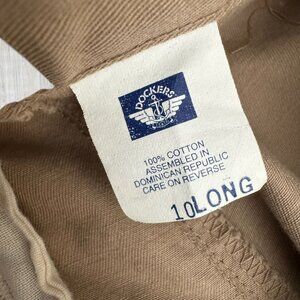 DOCKERS
100% COTTON
ASSEMBLED IN
DOMINICAN REPUBLIC
CARE ON REVERSE
10LONG